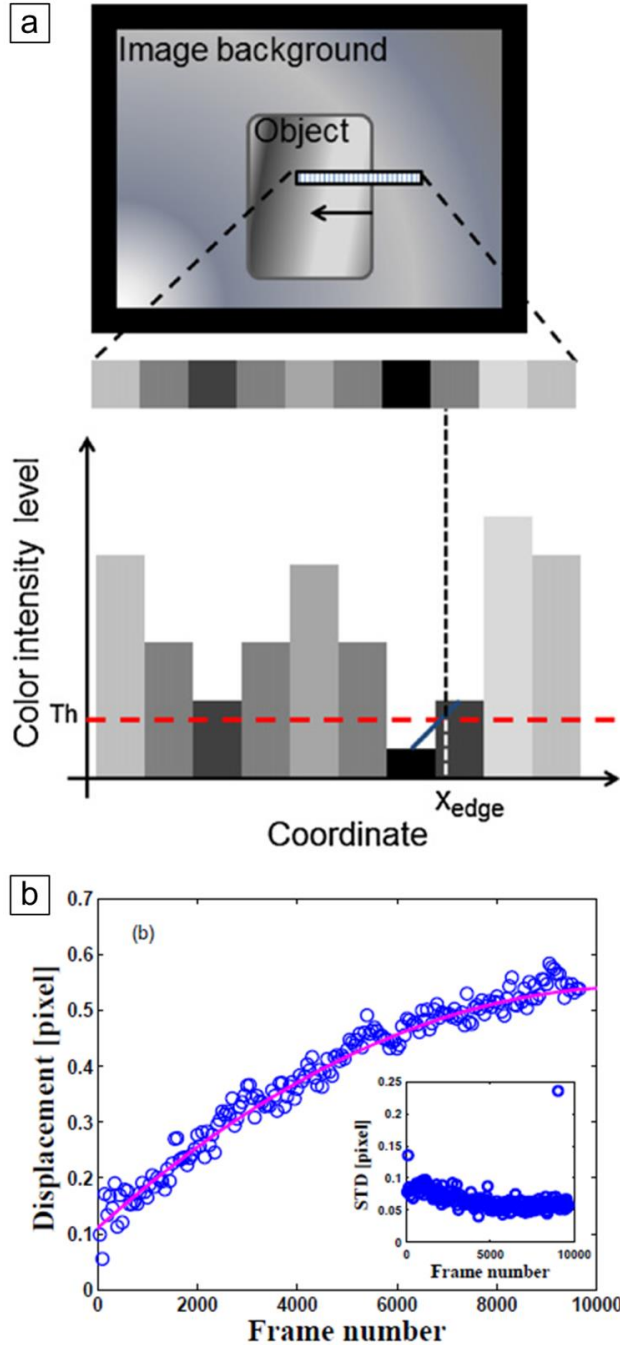 a
Image background
Object
Color intensity level
Th
Xedge
Coordinate
b
(b)
Displacement [pixel]
0.7
0.6
0.5
0.4
0.3
0.2
0.1
0
0
2000
4000
6000
8000
10000
Frame number
STD [pixel]
0.25
0.2
0.15
0.1
0.05
0
0
5000
10000
Frame number